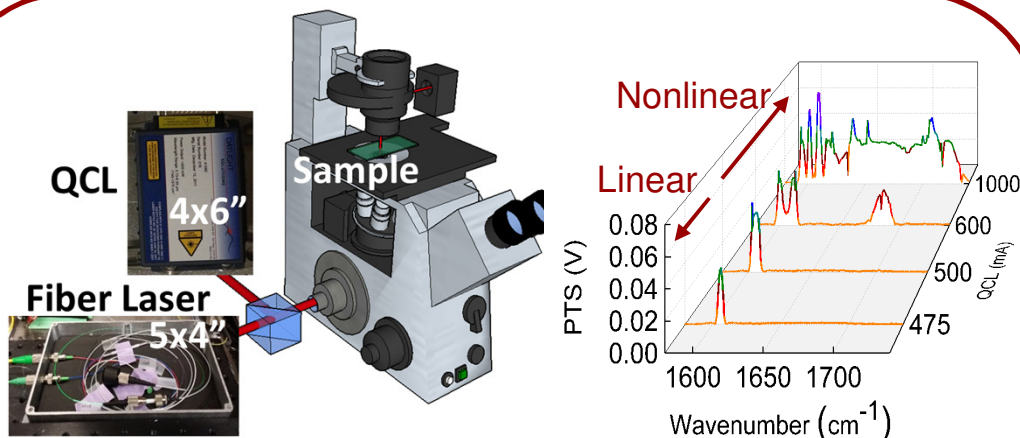 QCL
4x6”
DAYLIGHT
Fiber Laser
5x4”
Sample
Nonlinear
Linear
PTS (V)
0.08
0.06
0.04
0.02
0.00
1600
1650
1700
Wavenumber (cm-1)
475
500
600
1000
QCL (mA)